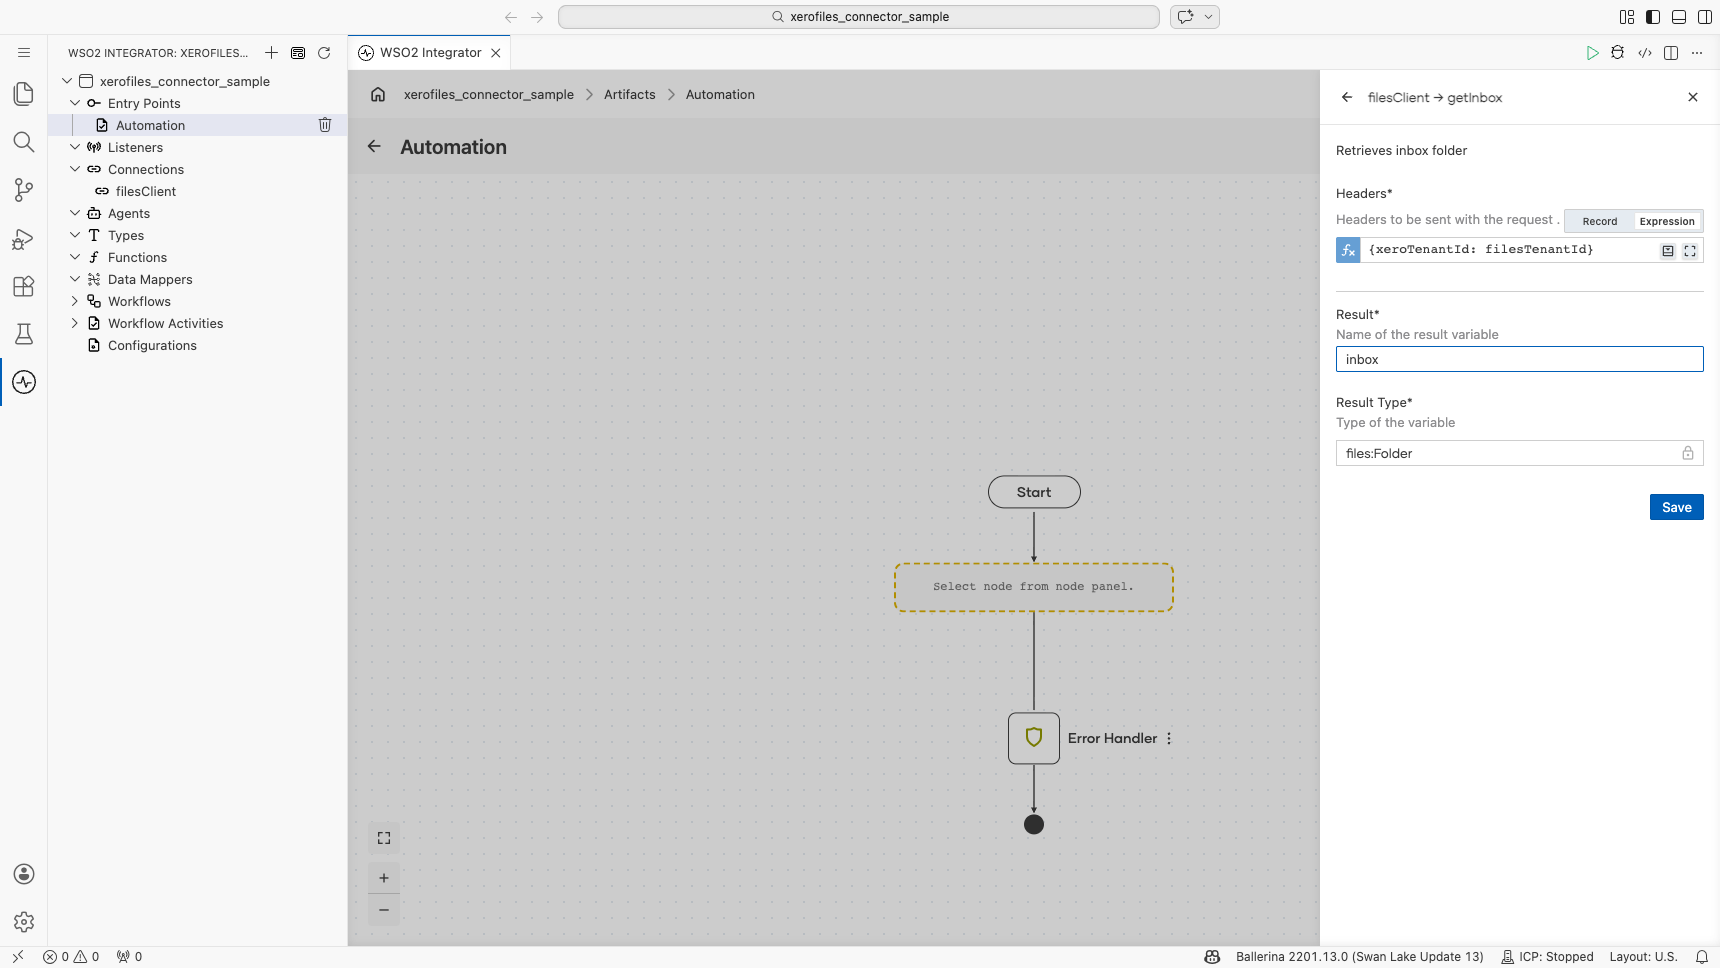 xerofiles_connector_sample
WSO2 INTEGRATOR: XEROFILES...
xerofiles_connector_sample
Entry Points
Automation
Listeners
Connections
filesClient
Agents
Types
Functions
Data Mappers
Workflows
Workflow Activities
Configurations
WSO2 Integrator
xerofiles_connector_sample
Artifacts
Automation
Automation
Start
Select node from node panel.
Error Handler
filesClient → getInbox
Retrieves inbox folder
Headers*
Headers to be sent with the request .
Record
Expression
{xeroTenantId: filesTenantId}
Result*
Name of the result variable
inbox
Result Type*
Type of the variable
files:Folder
Save
0
0
0
Ballerina 2201.13.0 (Swan Lake Update 13)
ICP: Stopped
Layout: U.S.